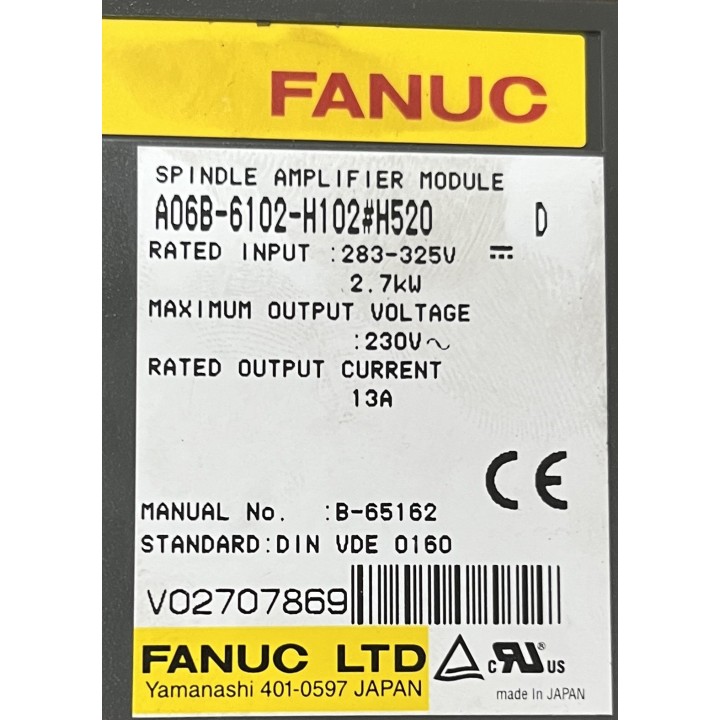 FANUC
SPINDLE AMPLIFIER MODULE
A06B-6102-H102#H520 D
RATED INPUT :283-325V ⎓
2.7kW
MAXIMUM OUTPUT VOLTAGE
:230V～
RATED OUTPUT CURRENT
13A
CE
MANUAL No. :B-65162
STANDARD:DIN VDE 0160
V02707869
FANUC LTD
Yamanashi 401-0597 JAPAN
c RU ® US
made in JAPAN